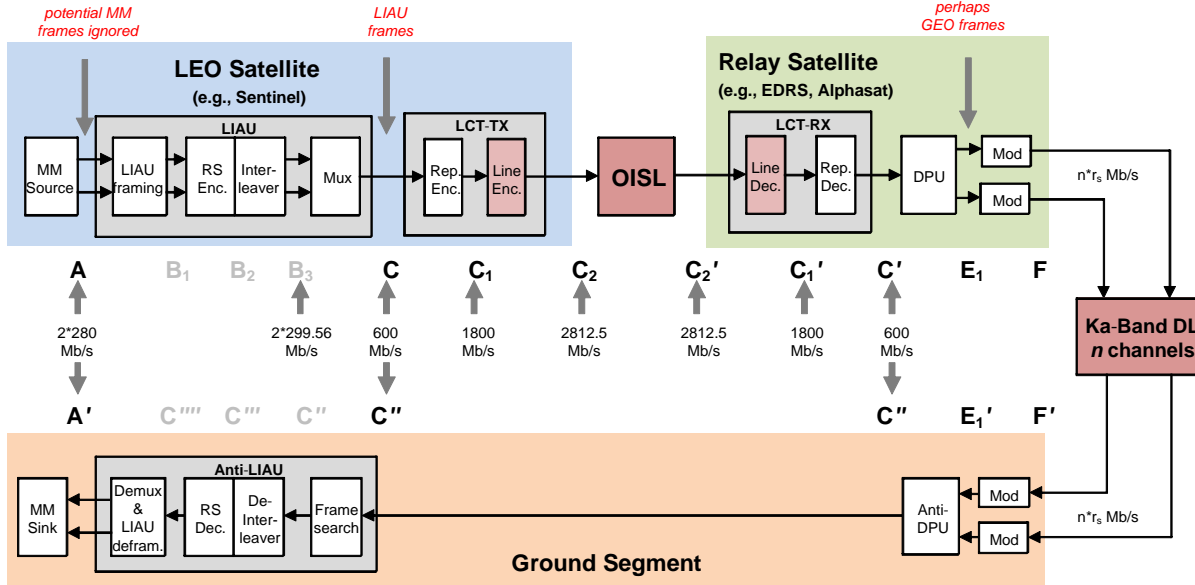 potential MM
frames ignored
LIAU
frames
perhaps
GEO frames
LEO Satellite
(e.g., Sentinel)
Relay Satellite
(e.g., EDRS, Alphasat)
LIAU
LCT-TX
LCT-RX
MM
Source
LIAU
framing
RS
Enc.
Inter-
leaver
Mux
Rep.
Enc.
Line
Enc.
OISL
Line
Dec.
Rep.
Dec.
DPU
Mod
Mod
n*rs Mb/s
A
B1
B2
B3
C
C1
C2
C2'
C1'
C'
E1
F
2*280
Mb/s
2*299.56
Mb/s
600
Mb/s
1800
Mb/s
2812.5
Mb/s
2812.5
Mb/s
1800
Mb/s
600
Mb/s
Ka-Band DL
n channels
A'
C''''
C'''
C''
C''
C''
E1'
F'
Anti-LIAU
MM
Sink
Demux
&
LIAU
defram.
RS
Dec.
De-
Inter-
leaver
Frame
search
Anti-
DPU
Mod
Mod
n*rs Mb/s
Ground Segment